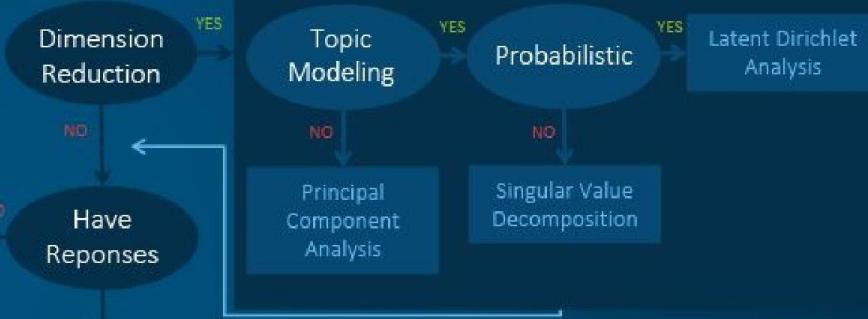 Dimension
Reduction
YES
Topic
Modeling
YES
Probabilistic
YES
Latent Dirichlet
Analysis
NO
NO
NO
Principal
Component
Analysis
Singular Value
Decomposition
Have
Reponses